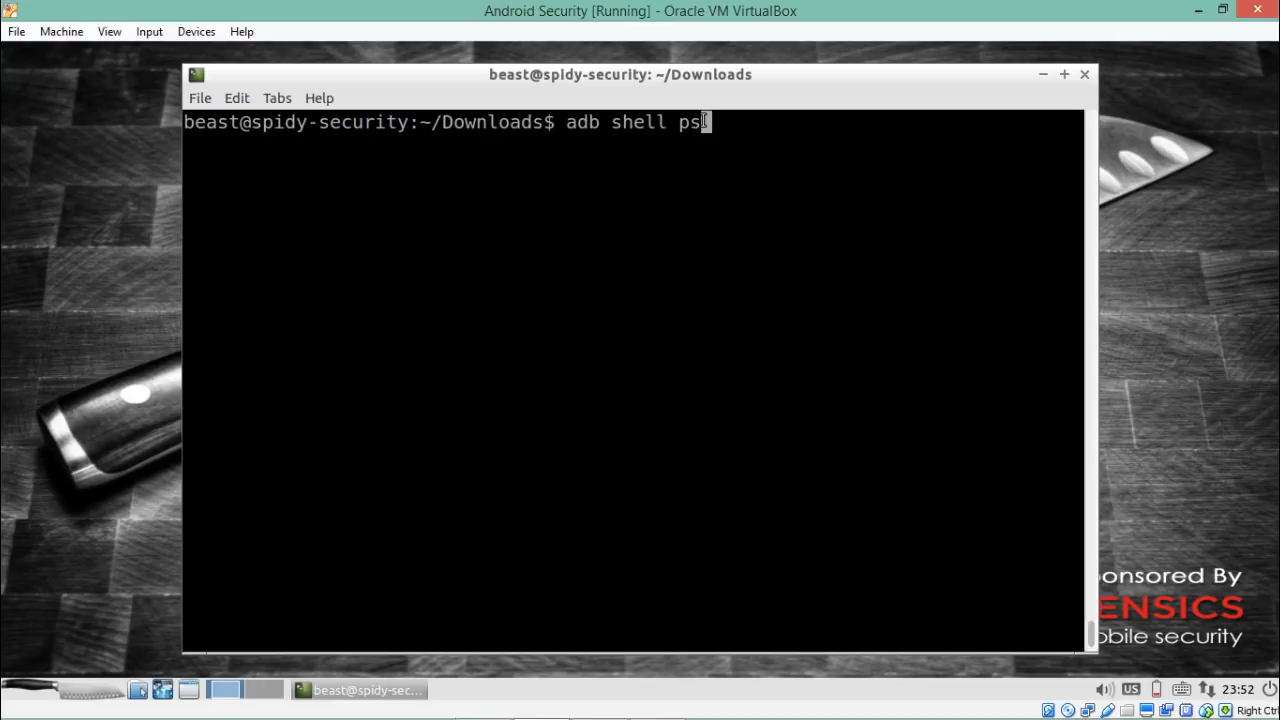 Android Security [Running] - Oracle VM VirtualBox
File Machine View Input Devices Help
beast@spidy-security: ~/Downloads
File Edit Tabs Help
beast@spidy-security:~/Downloads$ adb shell ps
ponsored By
ENSICS
obile security
beast@spidy-sec...
US
23:52
Right Ctrl